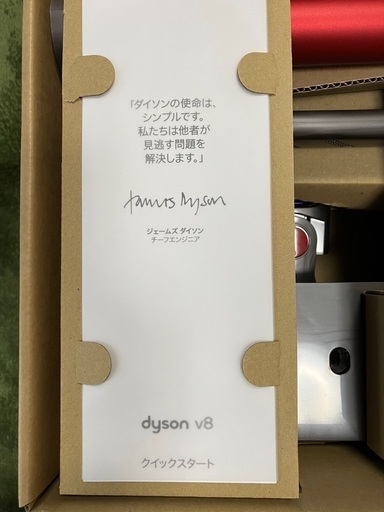 「ダイソンの使命は、
シンプルです。
私たちは他者が
見逃す問題を
解決します。」
James Dyson
ジェームズ ダイソン
チーフエンジニア
dyson v8
クイックスタート